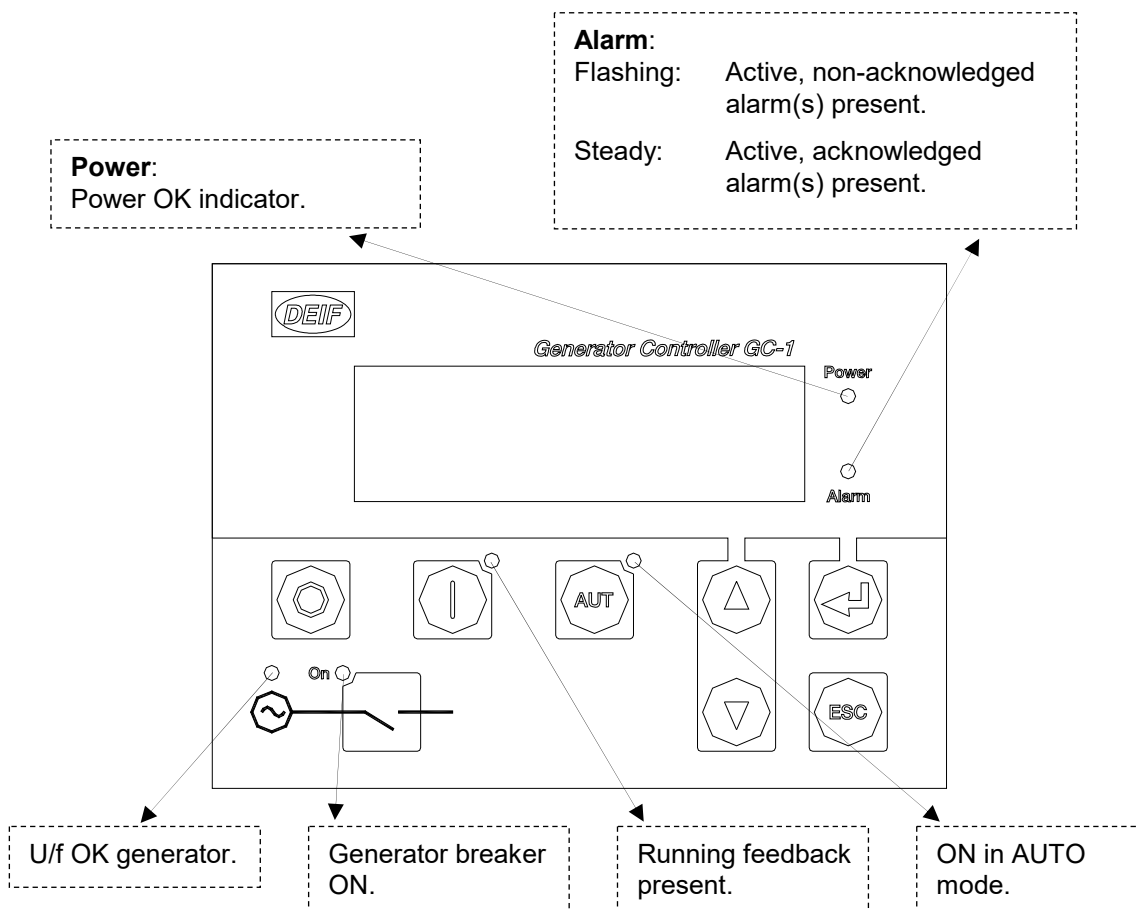 Alarm:
Flashing: Active, non-acknowledged
alarm(s) present.
Steady: Active, acknowledged
alarm(s) present.
Power:
Power OK indicator.
DEIF
Generator Controller GC-1
Power
Alarm
AUT
On
ESC
U/f OK generator.
Generator breaker
ON.
Running feedback
present.
ON in AUTO
mode.